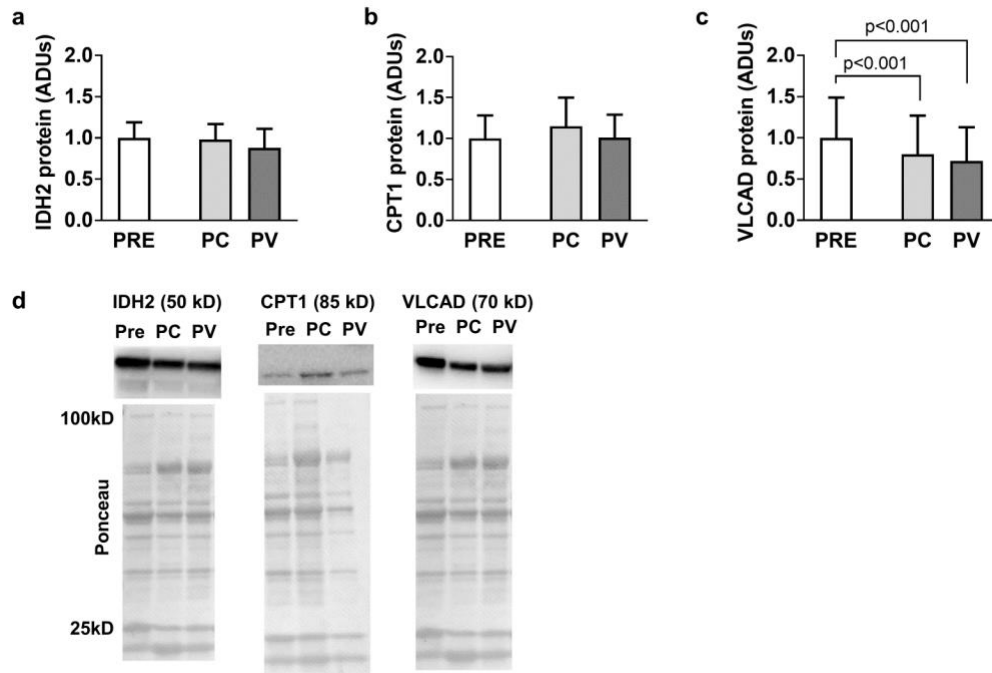 a
IDH2 protein (ADUs)
2.0
1.5
1.0
0.5
0.0
PRE PC PV
b
CPT1 protein (ADUs)
2.0
1.5
1.0
0.5
0.0
PRE PC PV
c
VLCAD protein (ADUs)
p<0.001
p<0.001
2.0
1.5
1.0
0.5
0.0
PRE PC PV
d
IDH2 (50 kD) CPT1 (85 kD) VLCAD (70 kD)
Pre PC PV Pre PC PV Pre PC PV
100kD
Ponceau
25kD